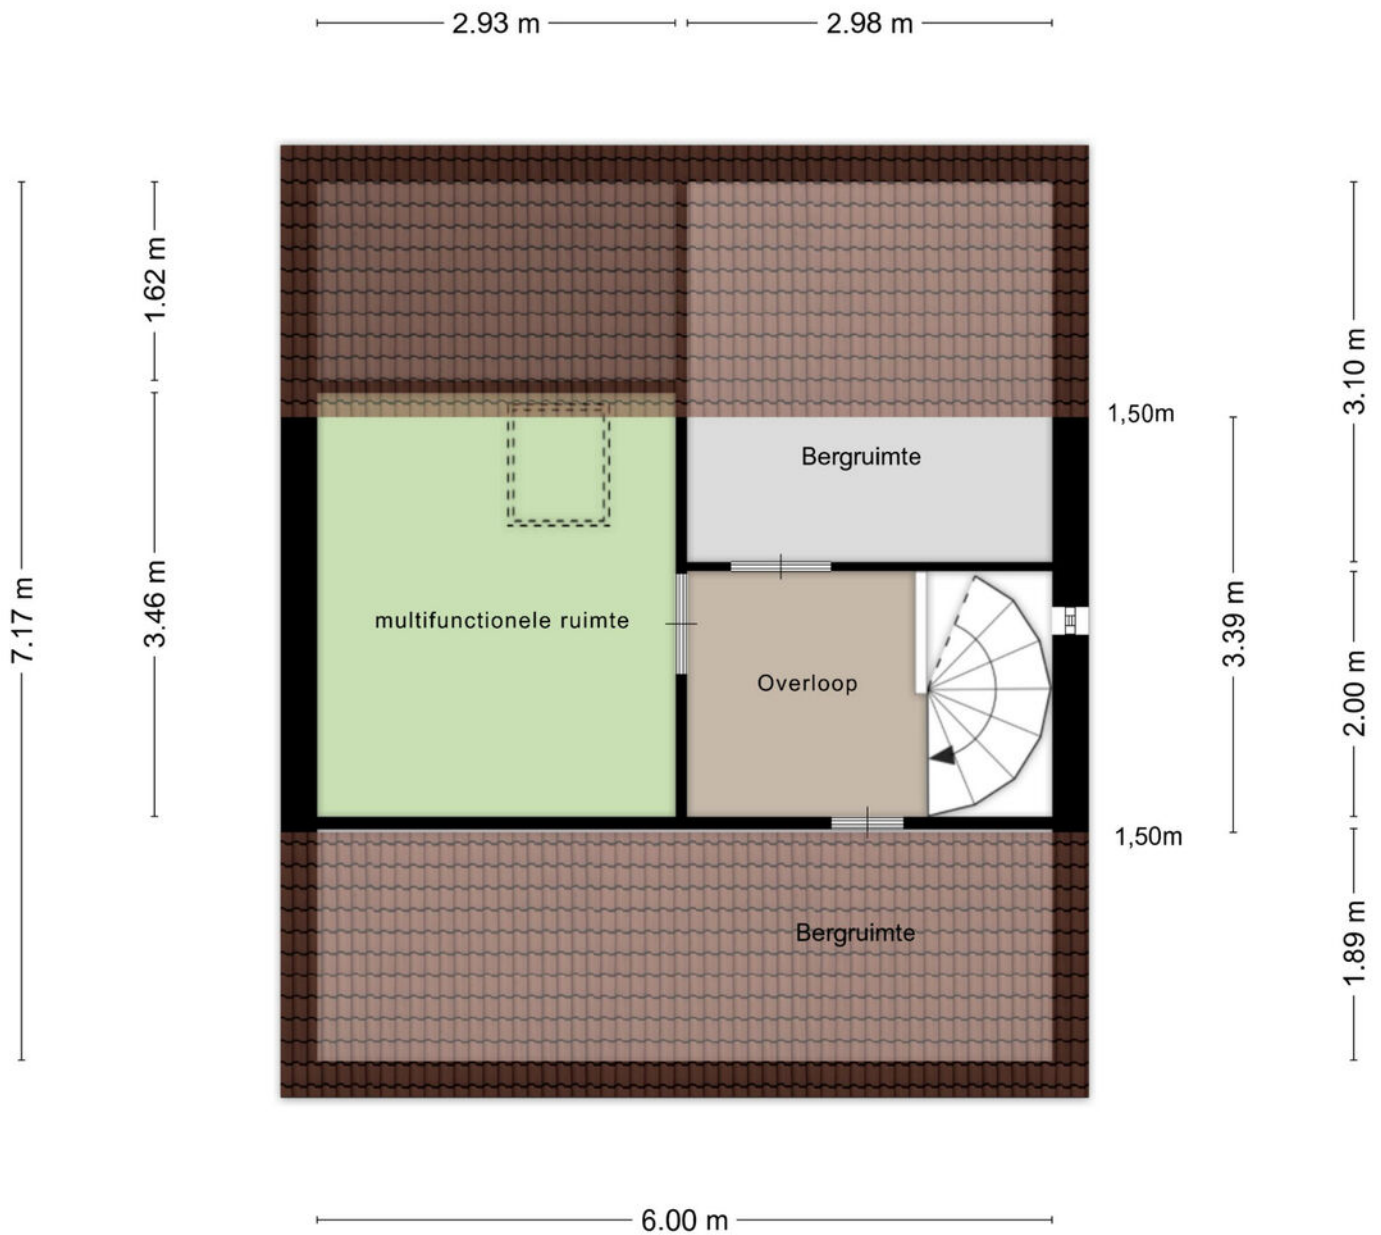 2.93 m
2.98 m
1.62 m
3.10 m
1,50m
Bergruimte
7.17 m
3.46 m
multifunctionele ruimte
3.39 m
Overloop
2.00 m
1,50m
Bergruimte
1.89 m
6.00 m